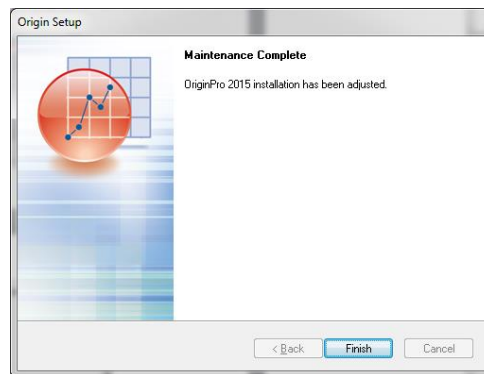 Origin Setup
Maintenance Complete
OriginPro 2015 installation has been adjusted.
< Back
Finish
Cancel